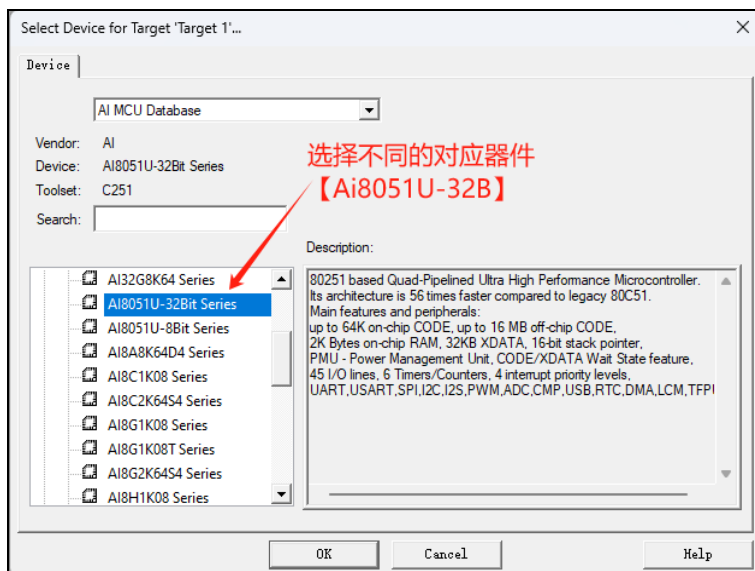 Select Device for Target 'Target 1'...
Device
AI MCU Database
Vendor: AI
Device: AI8051U-32Bit Series
Toolset: C251
Search:
选择不同的对应器件
【Ai8051U-32B】
Description:
AI32G8K64 Series
AI8051U-32Bit Series
AI8051U-8Bit Series
AI8A8K64D4 Series
AI8C1K08 Series
AI8C2K64S4 Series
AI8G1K08 Series
AI8G1K08T Series
AI8G2K64S4 Series
AI8H1K08 Series
80251 based Quad-Pipelined Ultra High Performance Microcontroller.
Its architecture is 56 times faster compared to legacy 80C51.
Main features and peripherals:
up to 64K on-chip CODE, up to 16 MB off-chip CODE,
2K Bytes on-chip RAM, 32KB XDATA, 16-bit stack pointer,
PMU - Power Management Unit, CODE/XDATA Wait State feature,
45 I/O lines, 6 Timers/Counters, 4 interrupt priority levels,
UART,USART,SPI,I2C,I2S,PWM,ADC,CMP,USB,RTC,DMA,LCM,TFPU
OK
Cancel
Help